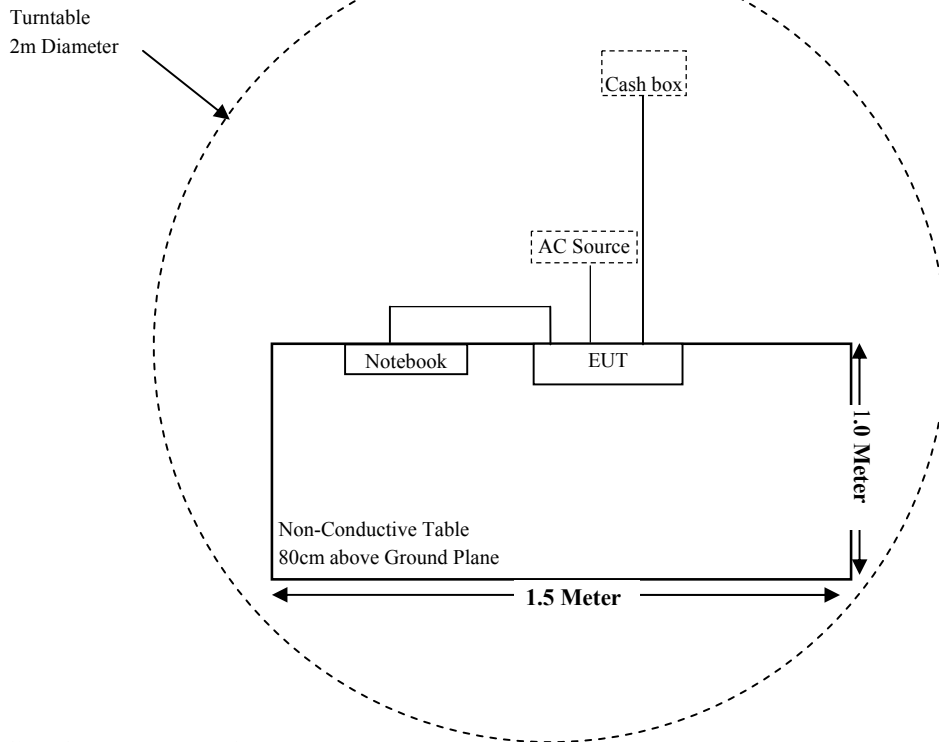 Turntable
2m Diameter
Cash box
AC Source
Notebook
EUT
1.0 Meter
Non-Conductive Table
80cm above Ground Plane
1.5 Meter